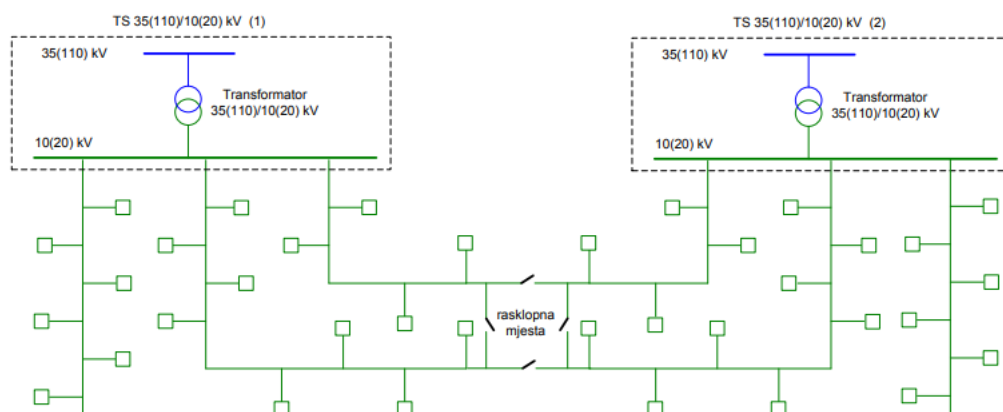 TS 35(110)/10(20) kV (1)
35(110) kV
Transformator
35(110)/10(20) kV
10(20) kV
TS 35(110)/10(20) kV (2)
35(110) kV
Transformator
35(110)/10(20) kV
10(20) kV
rasklopna
mjesta